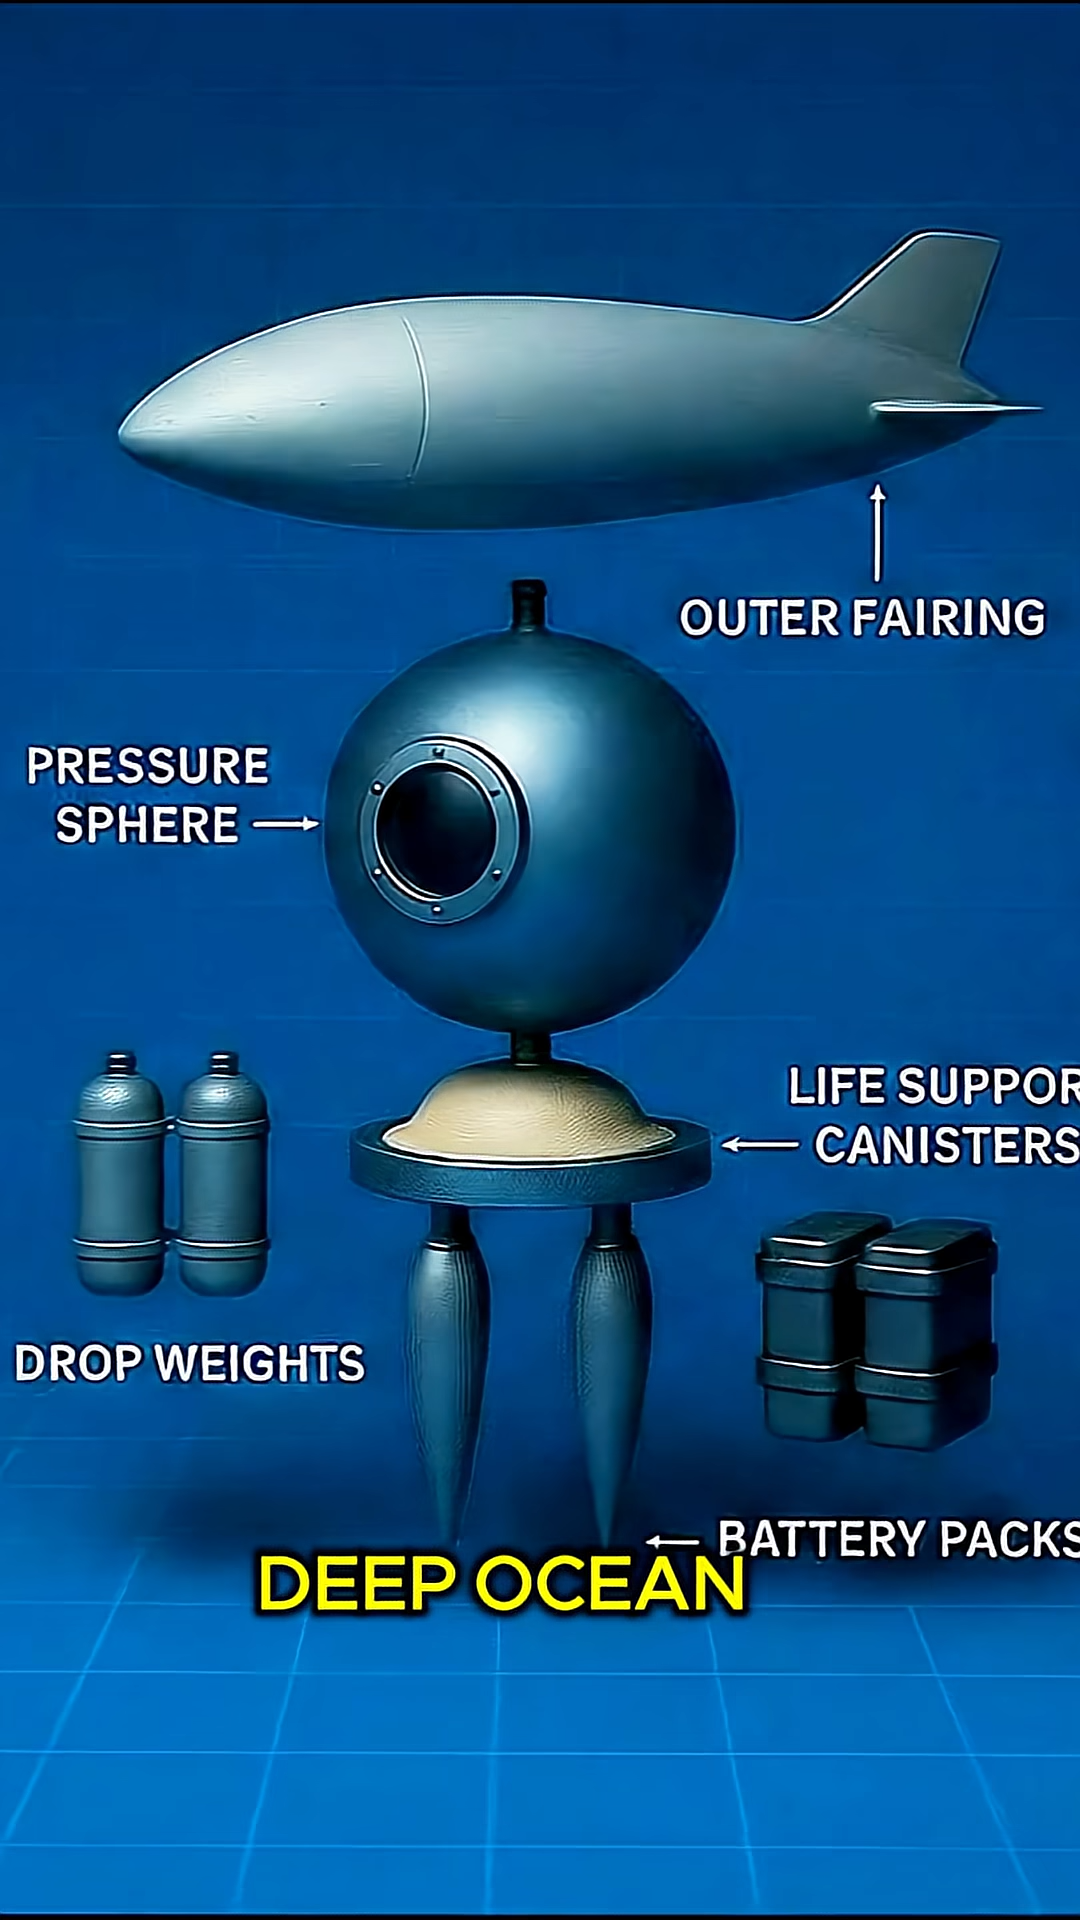 OUTER FAIRING
PRESSURE
SPHERE
LIFE SUPPOR
CANISTERS
DROP WEIGHTS
BATTERY PACKS
DEEP OCEAN